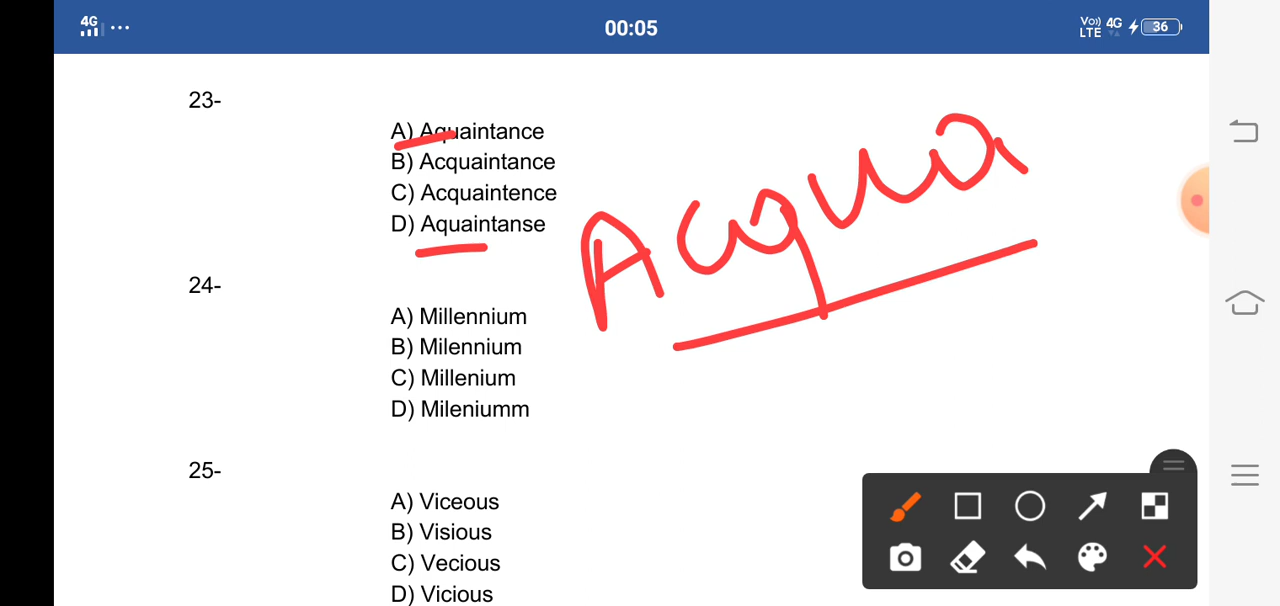 4G ... 00:05 Vo)) LTE 4G 36
23-
A) Aquaintance
B) Acquaintance
C) Acquaintence
D) Aquaintanse
Acqua
24-
A) Millennium
B) Milennium
C) Millenium
D) Mileniumm
25-
A) Viceous
B) Visious
C) Vecious
D) Vicious